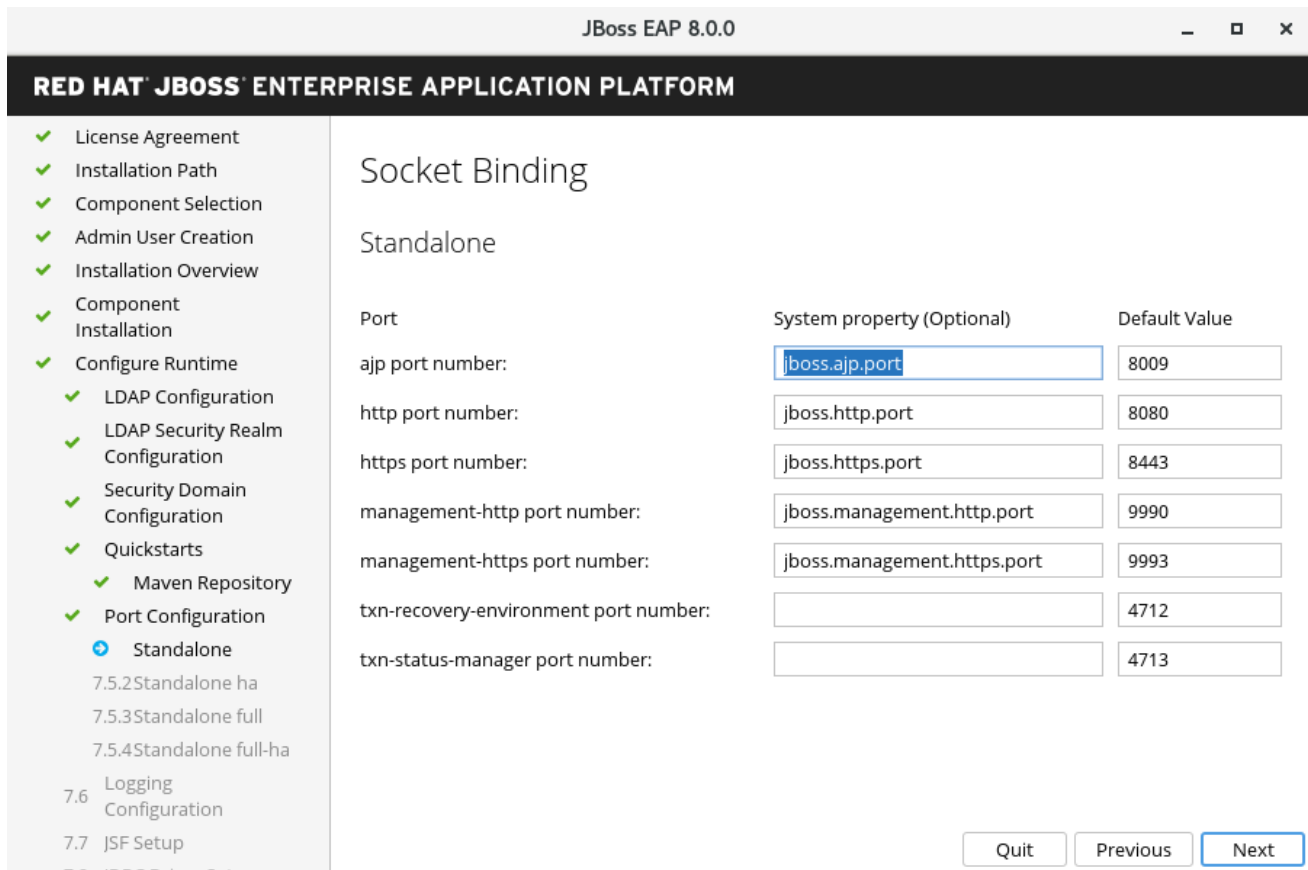 JBoss EAP 8.0.0
RED HAT® JBOSS® ENTERPRISE APPLICATION PLATFORM
License Agreement
Installation Path
Component Selection
Admin User Creation
Installation Overview
Component
Installation
Configure Runtime
LDAP Configuration
LDAP Security Realm
Configuration
Security Domain
Configuration
Quickstarts
Maven Repository
Port Configuration
Standalone
7.5.2 Standalone ha
7.5.3 Standalone full
7.5.4 Standalone full-ha
7.6 Logging
Configuration
7.7 JSF Setup
Socket Binding
Standalone
Port System property (Optional) Default Value
ajp port number: jboss.ajp.port 8009
http port number: jboss.http.port 8080
https port number: jboss.https.port 8443
management-http port number: jboss.management.http.port 9990
management-https port number: jboss.management.https.port 9993
txn-recovery-environment port number: 4712
txn-status-manager port number: 4713
Quit Previous Next